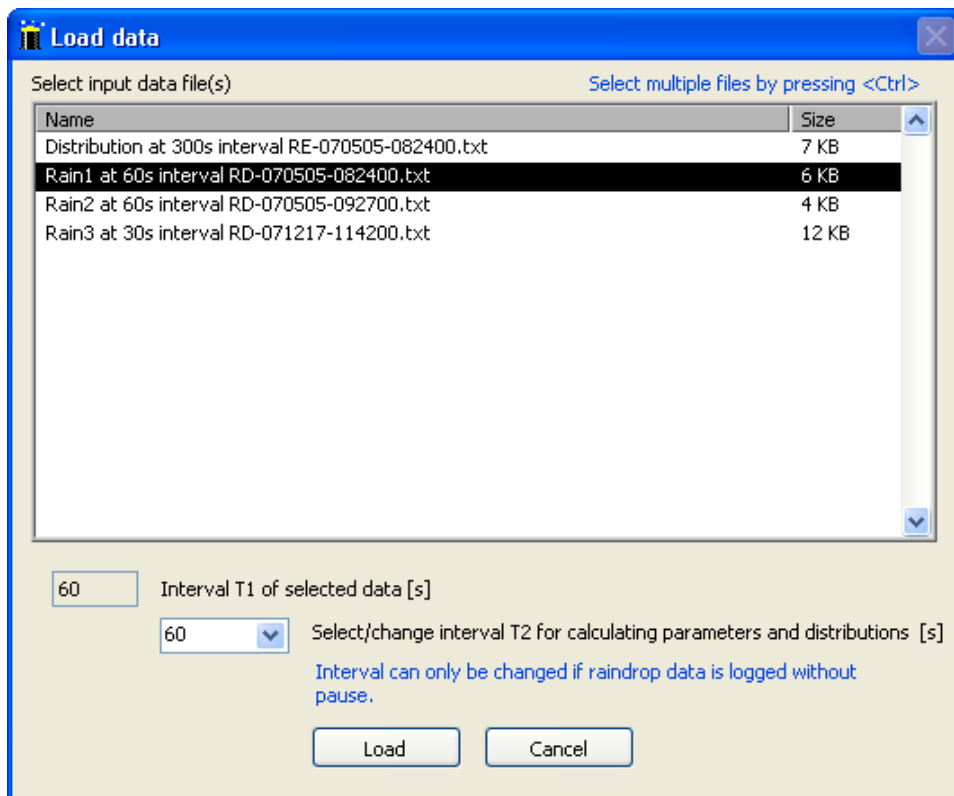 Load data
Select input data file(s) Select multiple files by pressing <Ctrl>
Name Size
Distribution at 300s interval RE-070505-082400.txt 7 KB
Rain1 at 60s interval RD-070505-082400.txt 6 KB
Rain2 at 60s interval RD-070505-092700.txt 4 KB
Rain3 at 30s interval RD-071217-114200.txt 12 KB
60 Interval T1 of selected data [s]
60 Select/change interval T2 for calculating parameters and distributions [s]
Interval can only be changed if raindrop data is logged without
pause.
Load Cancel